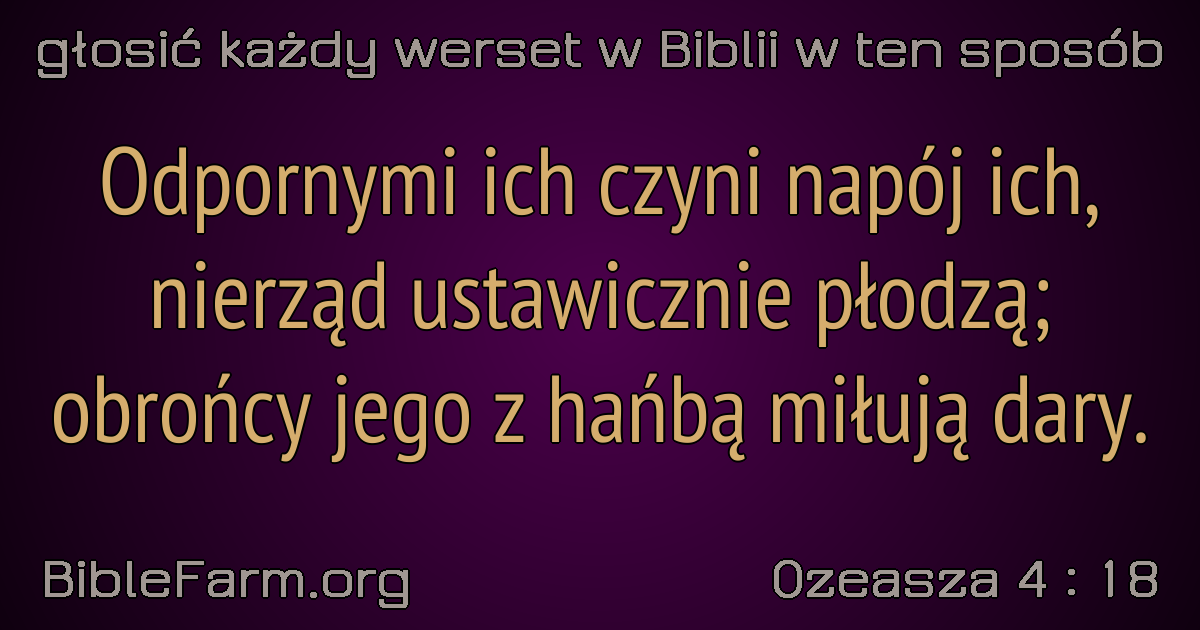 głosić każdy werset w Biblii w ten sposób
Odpornymi ich czyni napój ich,
nierząd ustawicznie płodzą;
obrońcy jego z hańbą miłują dary.
BibleFarm.org
Ozeasza 4 : 18